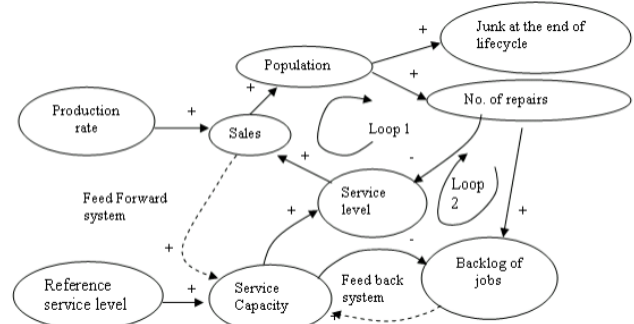 +
Junk at the end of
lifecycle
Population
+
+
No. of repairs
Production
rate
+
Sales
Loop 1
+
-
Service
level
Loop
2
Feed Forward
system
+
+
+
-
Backlog of
jobs
Reference
service level
+
Service
Capacity
Feed back
system
+